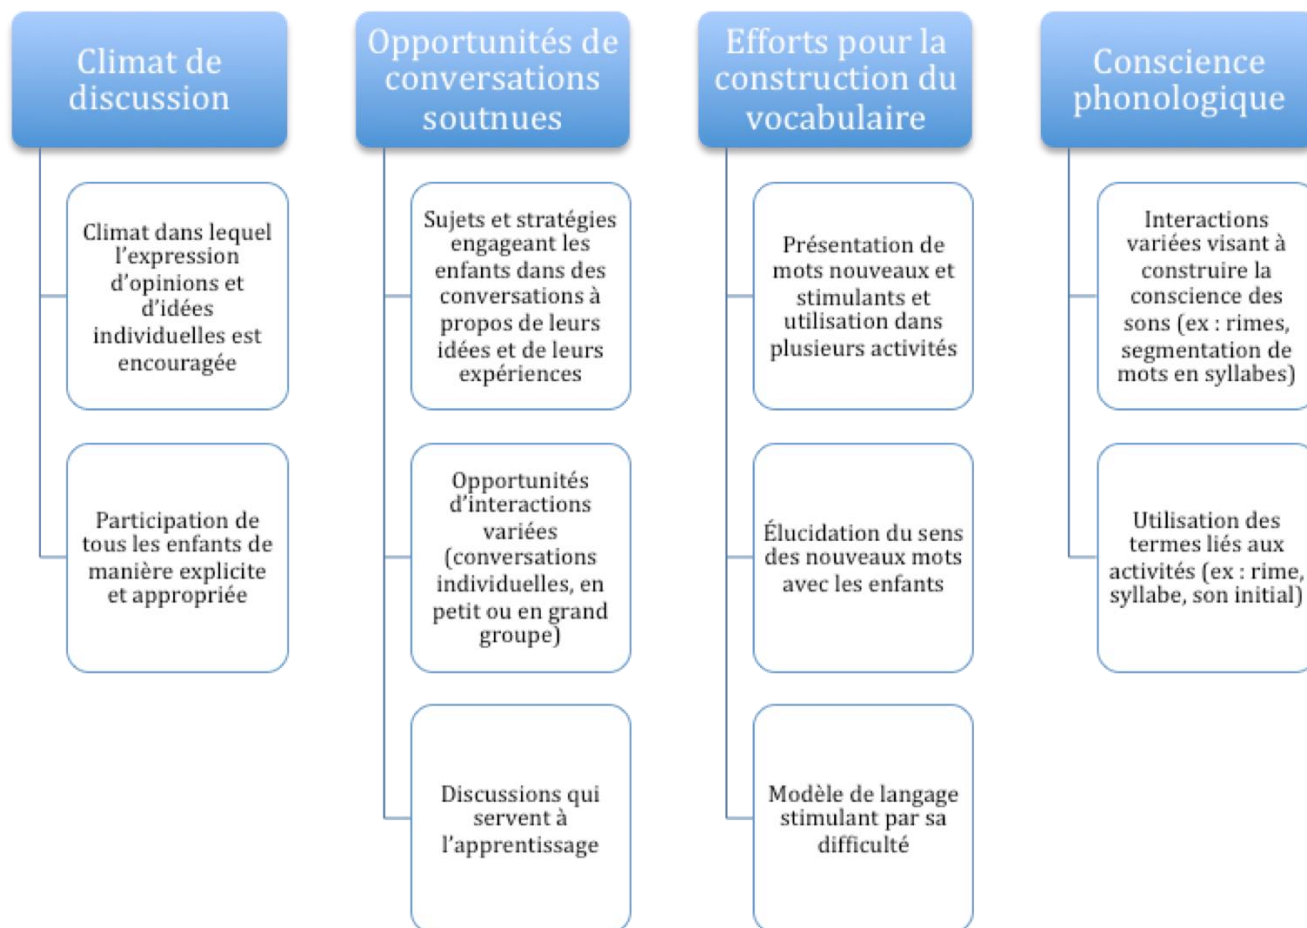 Climat de
discussion
Climat dans lequel
l'expression
d'opinions et
d'idées
individuelles est
encouragée
Participation de
tous les enfants de
manière explicite
et appropriée
Opportunités de
conversations
soutnues
Sujets et stratégies
engageant les
enfants dans des
conversations à
propos de leurs
idées et de leurs
expériences
Opportunités
d'interactions
variées
(conversations
individuelles, en
petit ou en grand
groupe)
Discussions qui
servent à
l'apprentissage
Efforts pour la
construction du
vocabulaire
Présentation de
mots nouveaux et
stimulants et
utilisation dans
plusieurs activités
Élucidation du sens
des nouveaux mots
avec les enfants
Modèle de langage
stimulant par sa
difficulté
Conscience
phonologique
Interactions
variées visant à
construire la
conscience des
sons (ex : rimes,
segmentation de
mots en syllabes)
Utilisation des
termes liés aux
activités (ex : rime,
syllabe, son initial)